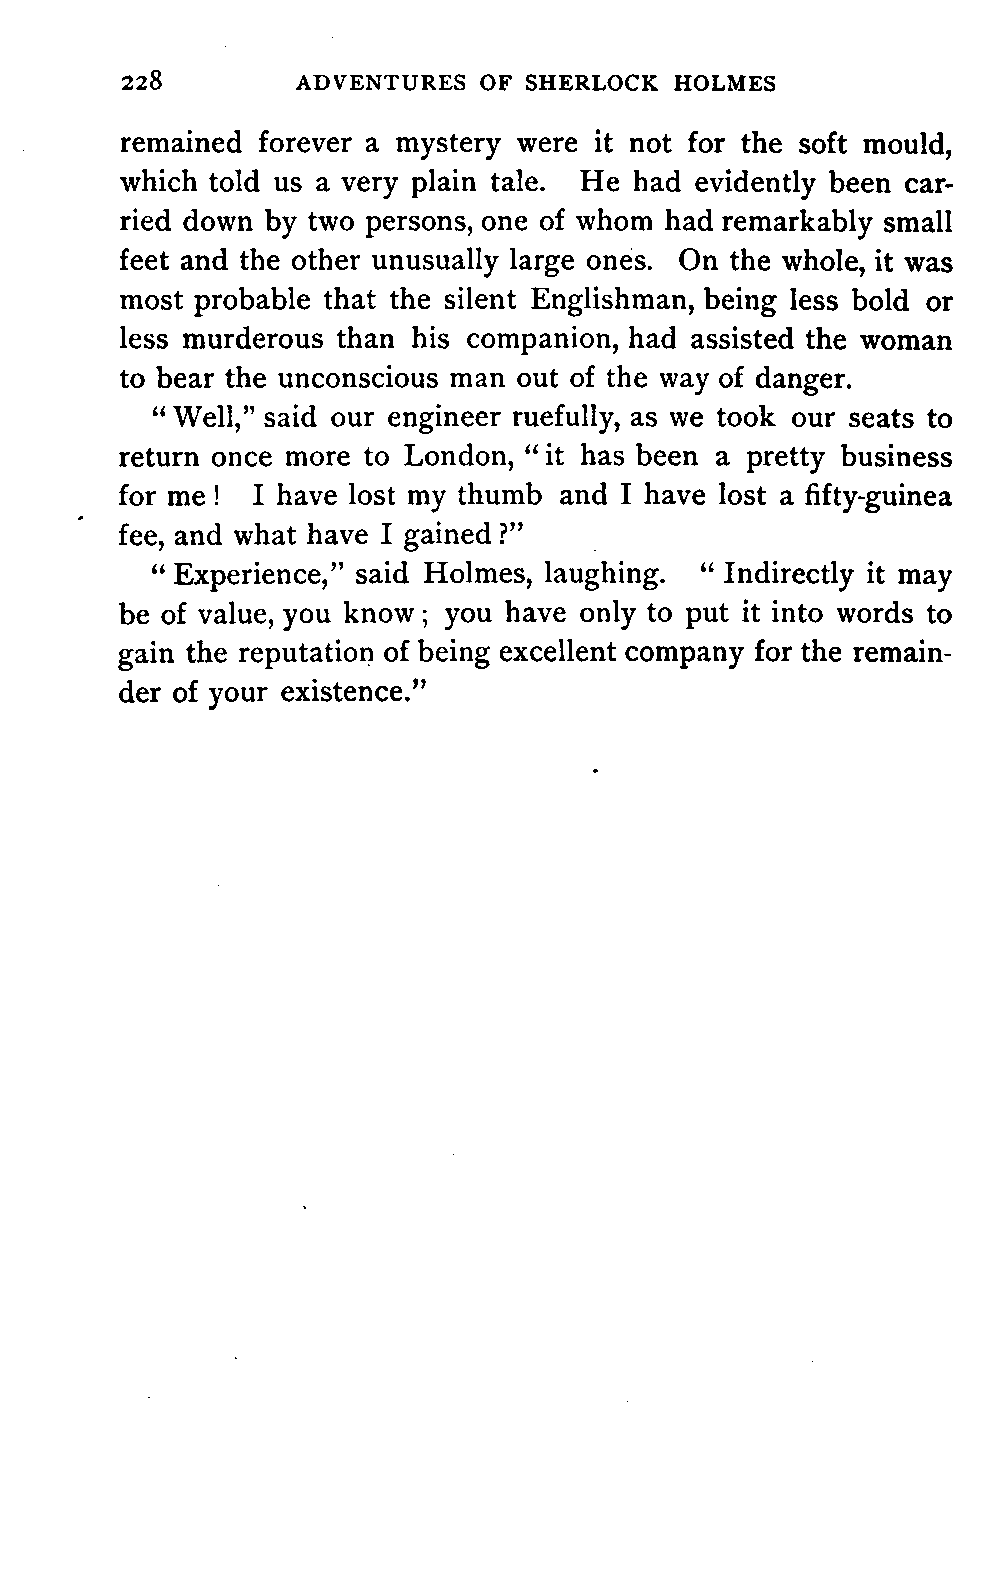 228 ADVENTURES OF SHERLOCK HOLMES
remained forever a mystery were it not for the soft mould,
which told us a very plain tale. He had evidently been car-
ried down by two persons, one of whom had remarkably small
feet and the other unusually large ones. On the whole, it was
most probable that the silent Englishman, being less bold or
less murderous than his companion, had assisted the woman
to bear the unconscious man out of the way of danger.
“Well,” said our engineer ruefully, as we took our seats to
return once more to London, “it has been a pretty business
for me! I have lost my thumb and I have lost a fifty-guinea
fee, and what have I gained?”
“Experience,” said Holmes, laughing. “Indirectly it may
be of value, you know; you have only to put it into words to
gain the reputation of being excellent company for the remain-
der of your existence.”